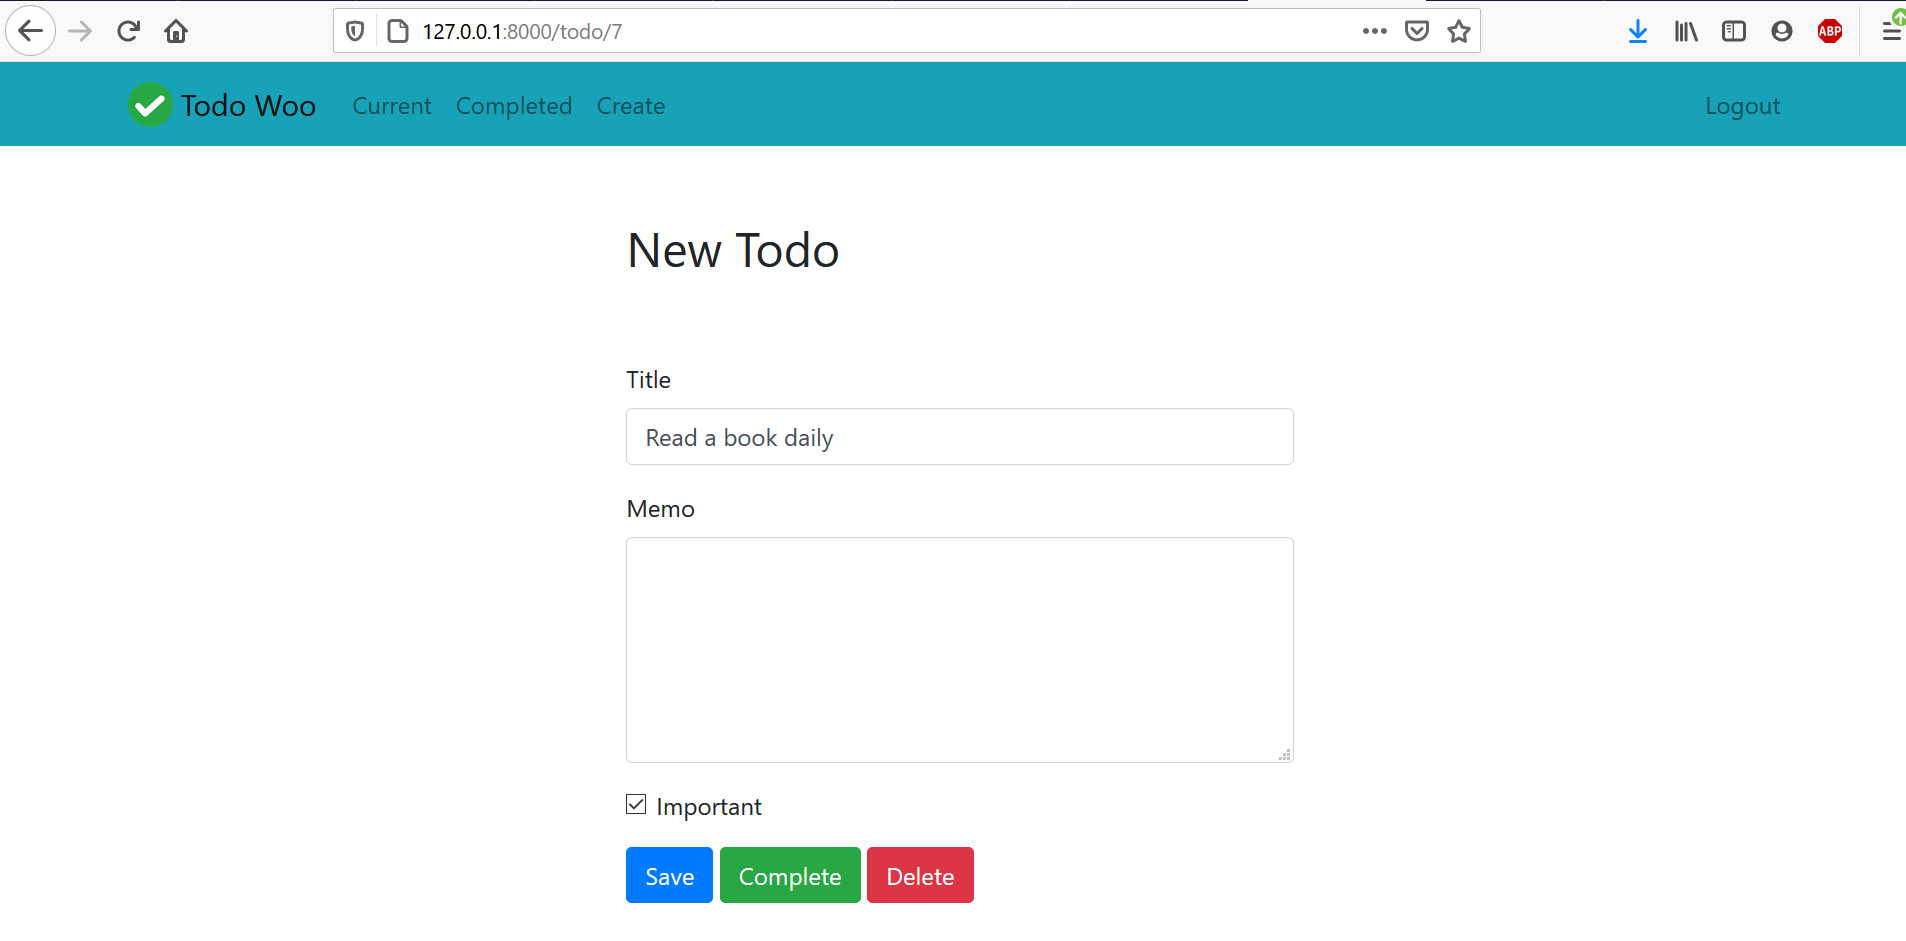 127.0.0.1:8000/todo/7
ABP
Todo Woo Current Completed Create Logout
New Todo
Title
Read a book daily
Memo
Important
Save Complete Delete